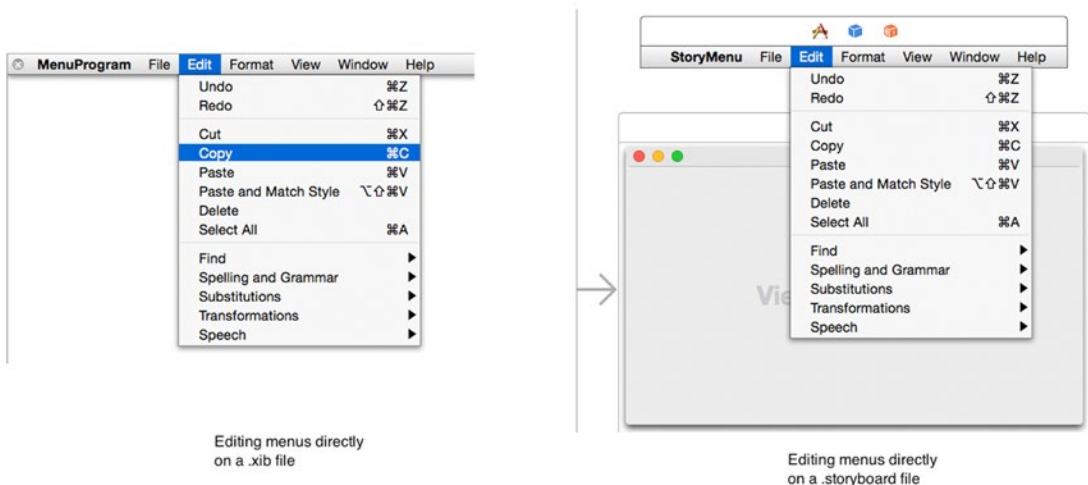 MenuProgram File Edit Format View Window Help
Undo ⌘Z
Redo ⇧⌘Z
Cut ⌘X
Copy ⌘C
Paste ⌘V
Paste and Match Style ⌥⇧⌘V
Delete
Select All ⌘A
Find
Spelling and Grammar
Substitutions
Transformations
Speech
Editing menus directly
on a .xib file
StoryMenu File Edit Format View Window Help
Undo ⌘Z
Redo ⇧⌘Z
Cut ⌘X
Copy ⌘C
Paste ⌘V
Paste and Match Style ⌥⇧⌘V
Delete
Select All ⌘A
Find
Spelling and Grammar
Substitutions
Transformations
Speech
Editing menus directly
on a .storyboard file